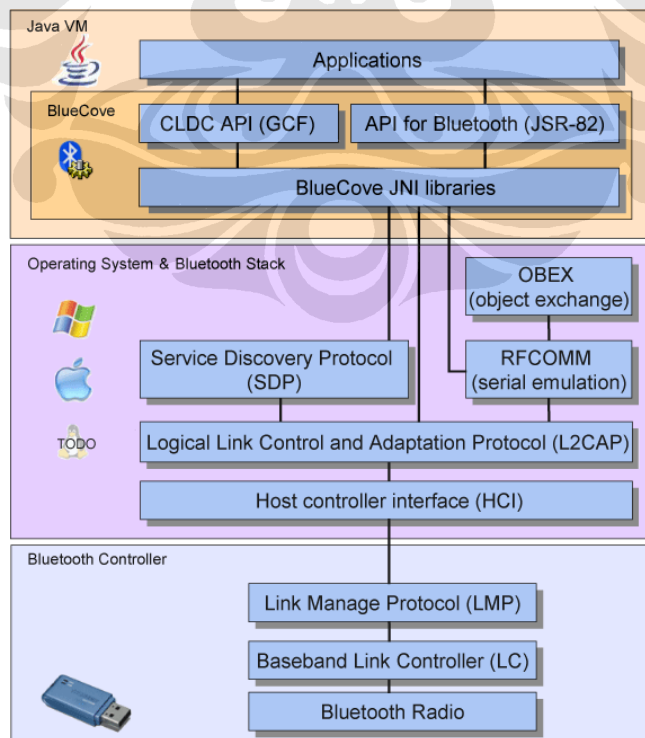 Java VM
Applications
BlueCove
CLDC API (GCF)
API for Bluetooth (JSR-82)
BlueCove JNI libraries
Operating System & Bluetooth Stack
OBEX
(object exchange)
Service Discovery Protocol
(SDP)
RFCOMM
(serial emulation)
TODO
Logical Link Control and Adaptation Protocol (L2CAP)
Host controller interface (HCI)
Bluetooth Controller
Link Manage Protocol (LMP)
Baseband Link Controller (LC)
Bluetooth Radio